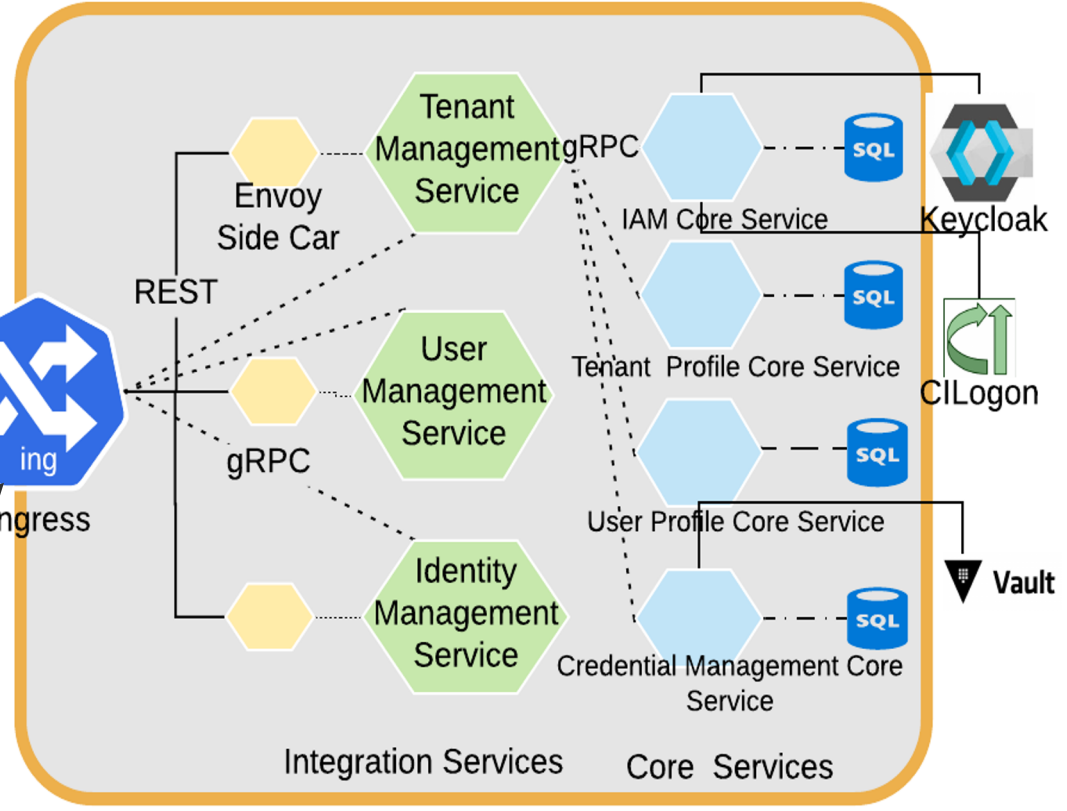 Tenant
Management
Service
gRPC
SQL
Envoy
Side Car
IAM Core Service
Keycloak
REST
SQL
User
Management
Service
Tenant Profile Core Service
CILogon
ing
gRPC
SQL
ngress
User Profile Core Service
Identity
Management
Service
Vault
SQL
Credential Management Core
Service
Integration Services
Core Services